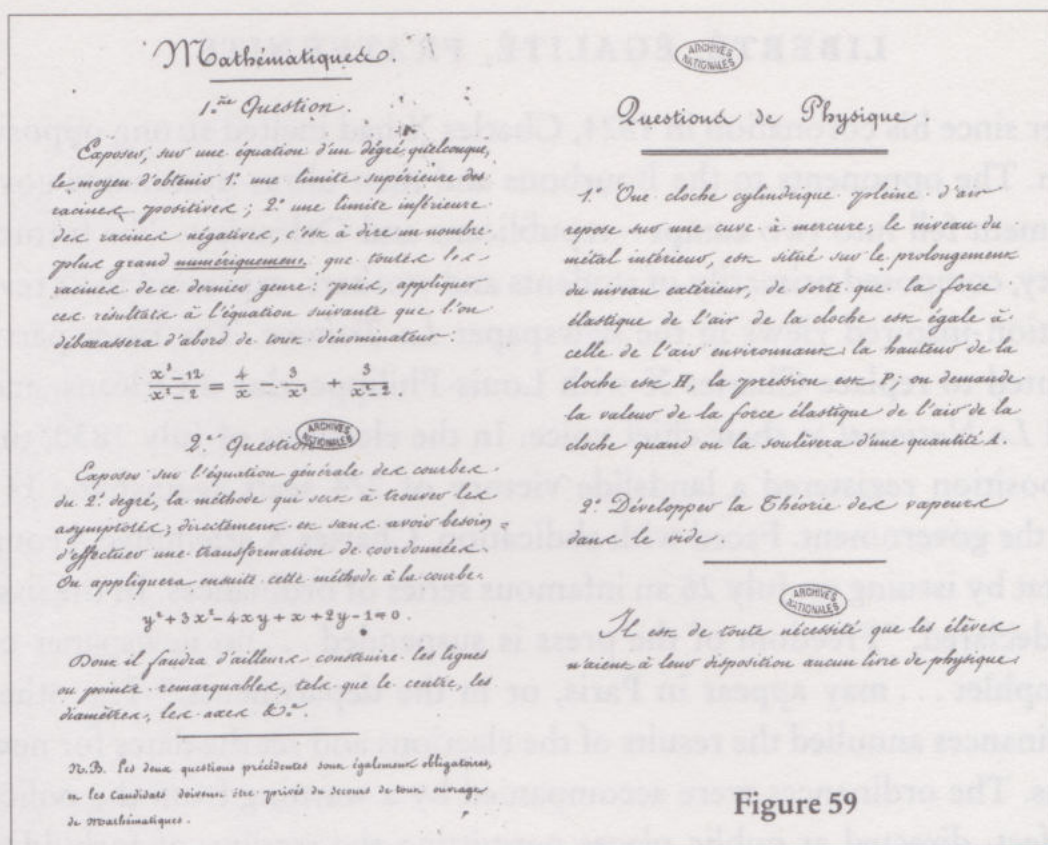 Mathématiques.
1.ère Question.
Exposer, sur une équation d'un dégré quelconque,
le moyen d'obtenir 1.° une limite supérieure des
racines positives ; 2.° une limite inférieure
des racines négatives, c'est à dire un nombre
plus grand numériquement que toutes les
racines de ce dernier genre : puis, appliquer
ces résultats à l'équation suivante que l'on
débarassera d'abord de tout dénominateur
x³-12/x²-2 = 4/x - 3/x² + 3/x-2.
2.e Question
ARCHIVES
NATIONALES
Exposer sur l'équation générale des courbes
du 2.e degré, la méthode qui sert à trouver les
asymptotes, directement et sans avoir besoin
d'effectuer une transformation de coordonnées.
On appliquera ensuite cette méthode à la courbe
y² + 3x² - 4xy + x - 2y - 1 = 0.
Dont il faudra d'ailleurs construire les lignes
ou points remarquables tels que le centre, les
diamètres, les axes &.a
N.B. Les deux questions précédentes sont également obligatoires,
et les candidats doivent être privés du secours de tout ouvrage
de Mathématiques.
ARCHIVES
NATIONALES
Questions de Physique.
1.° Une cloche cylindrique pleine d'air
repose sur une cuve à mercure, le niveau du
métal intérieur, est situé sur le prolongement
du niveau extérieur, de sorte que la force
élastique de l'air de la cloche est égale à
celle de l'air environnant : la hauteur de la
cloche est H, la pression est P; on demande
la valeur de la force élastique de l'air de la
cloche quand on la soulèvera d'une quantité
2.° Développer la Théorie des vapeurs
dans le vide.
ARCHIVES
NATIONALES
Il est de toute nécessité que les élèves
n'aient à leur disposition aucun livre de physique.
Figure 59